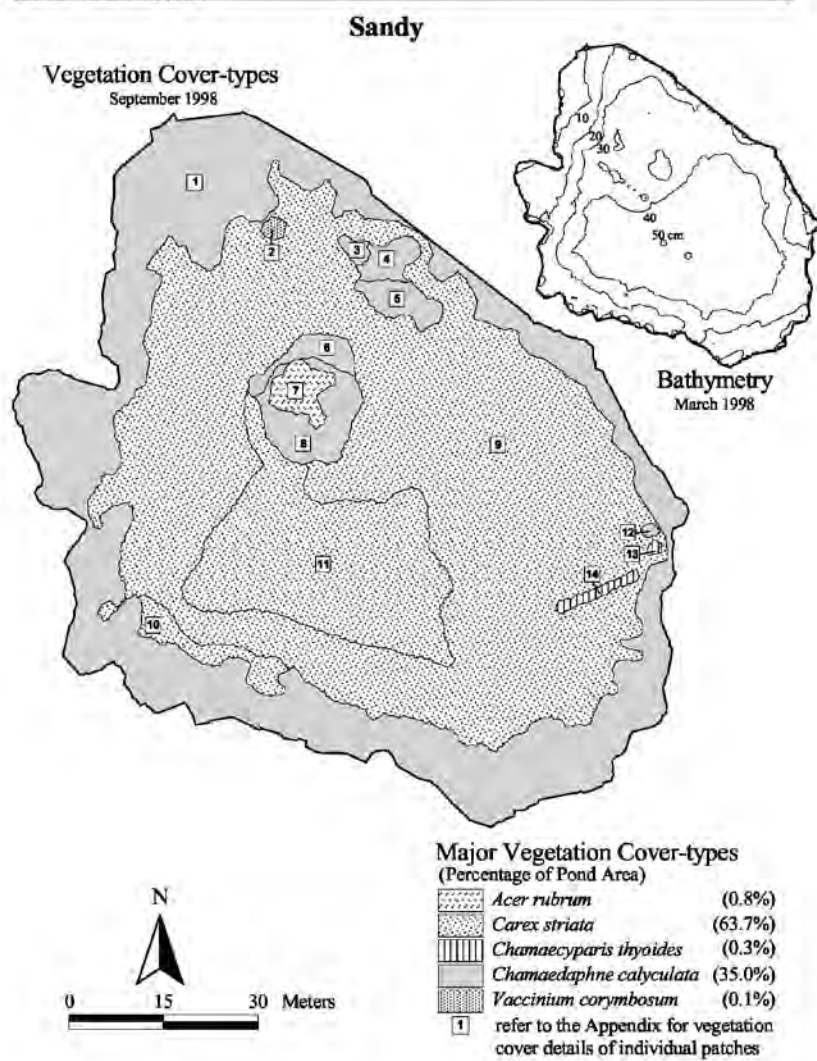 Sandy
Vegetation Cover-types
September 1998
1
2
3
4
5
6
7
8
9
10
11
12
13
14
10
20
30
40
50 cm
Bathymetry
March 1998
N
0 15 30 Meters
Major Vegetation Cover-types
(Percentage of Pond Area)
Acer rubrum (0.8%)
Carex striata (63.7%)
Chamaecyparis thyoides (0.3%)
Chamaedaphne calyculata (35.0%)
Vaccinium corymbosum (0.1%)
1 refer to the Appendix for vegetation
cover details of individual patches